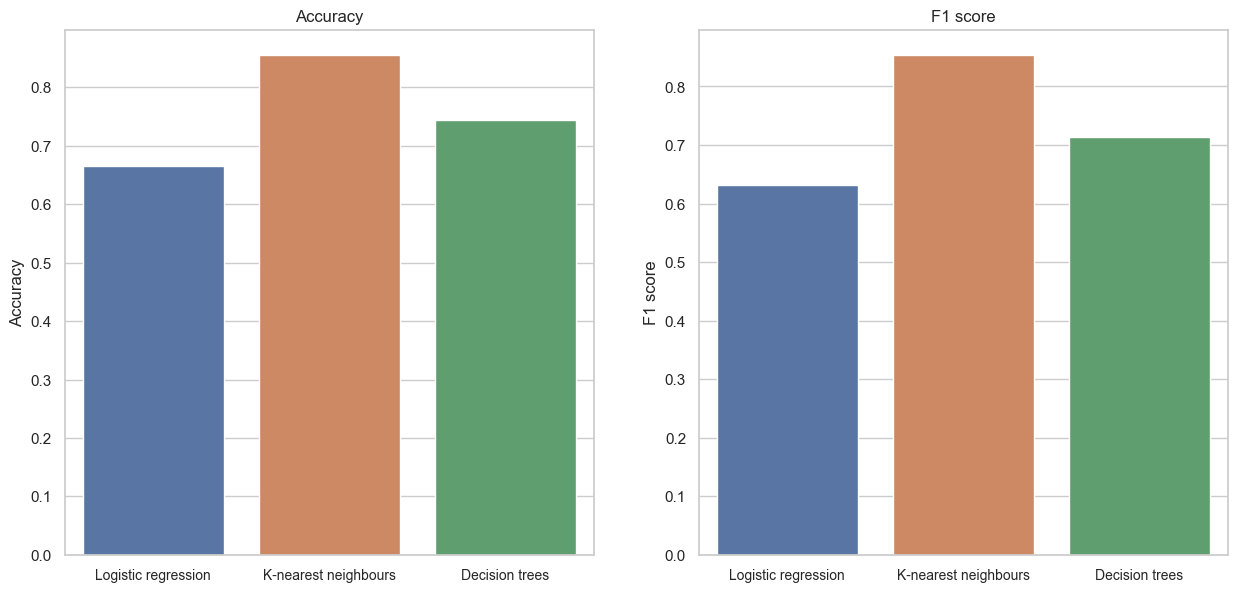 Accuracy
Accuracy
0.8
0.7
0.6
0.5
0.4
0.3
0.2
0.1
0.0
Logistic regression
K-nearest neighbours
Decision trees
F1 score
F1 score
0.8
0.7
0.6
0.5
0.4
0.3
0.2
0.1
0.0
Logistic regression
K-nearest neighbours
Decision trees